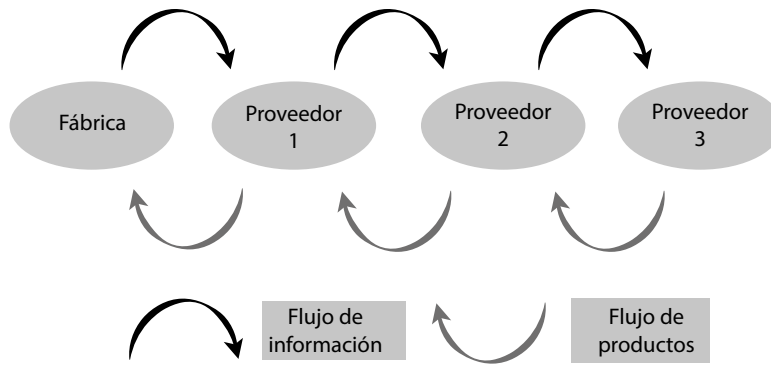 Fábrica
Proveedor
1
Proveedor
2
Proveedor
3
Flujo de
información
Flujo de
productos